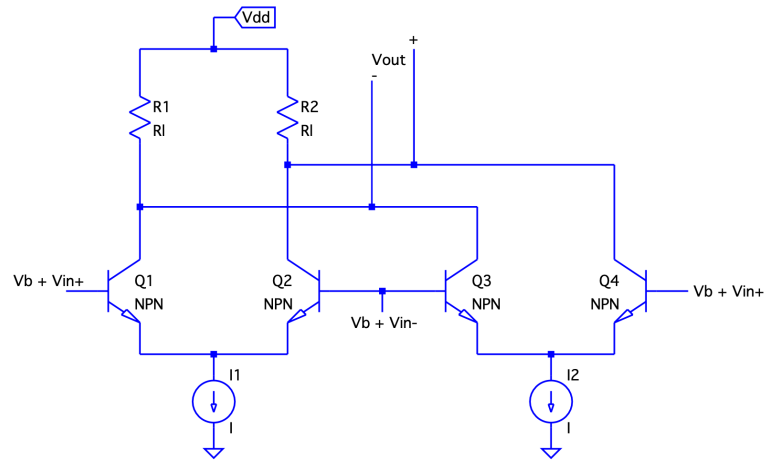 Vdd
+
Vout
-
R1
Rl
R2
Rl
Vb + Vin+
Q1
NPN
Q2
NPN
Q3
NPN
Q4
NPN
Vb + Vin+
Vb + Vin-
I1
I
I2
I